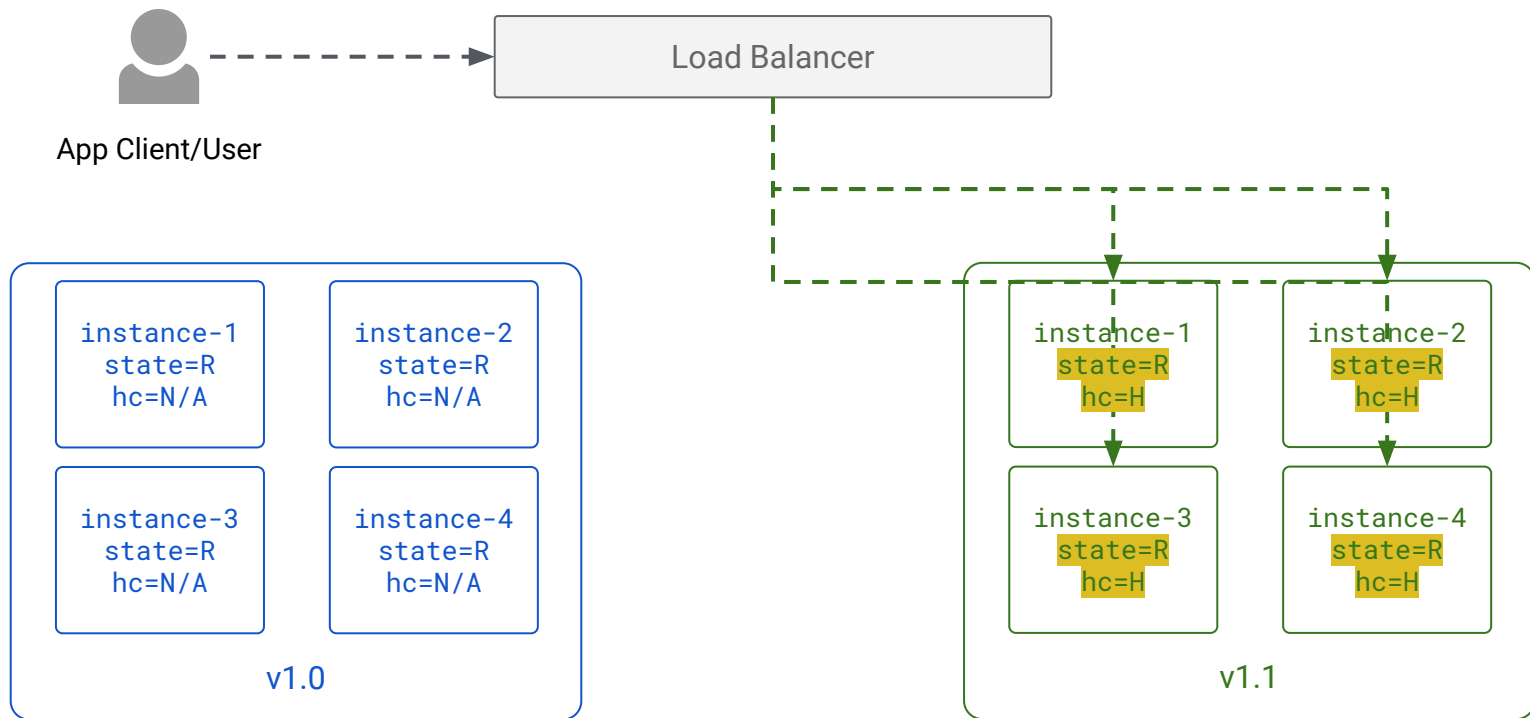 Load Balancer
App Client/User
instance-1
state=R
hc=N/A
instance-2
state=R
hc=N/A
instance-3
state=R
hc=N/A
instance-4
state=R
hc=N/A
v1.0
instance-1
state=R
hc=H
instance-2
state=R
hc=H
instance-3
state=R
hc=H
instance-4
state=R
hc=H
v1.1